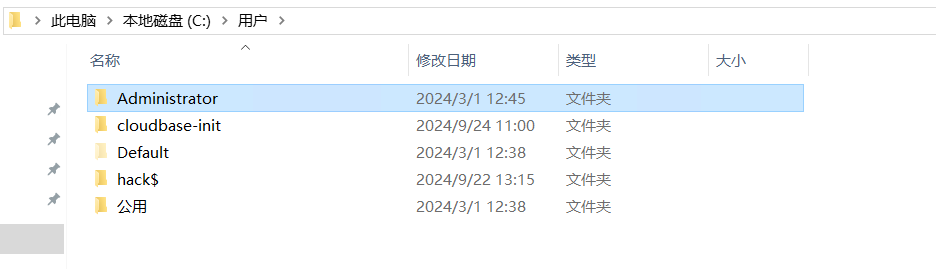 此电脑 > 本地磁盘 (C:) > 用户 >
名称 修改日期 类型 大小
Administrator 2024/3/1 12:45 文件夹
cloudbase-init 2024/9/24 11:00 文件夹
Default 2024/3/1 12:38 文件夹
hack$ 2024/9/22 13:15 文件夹
公用 2024/3/1 12:38 文件夹